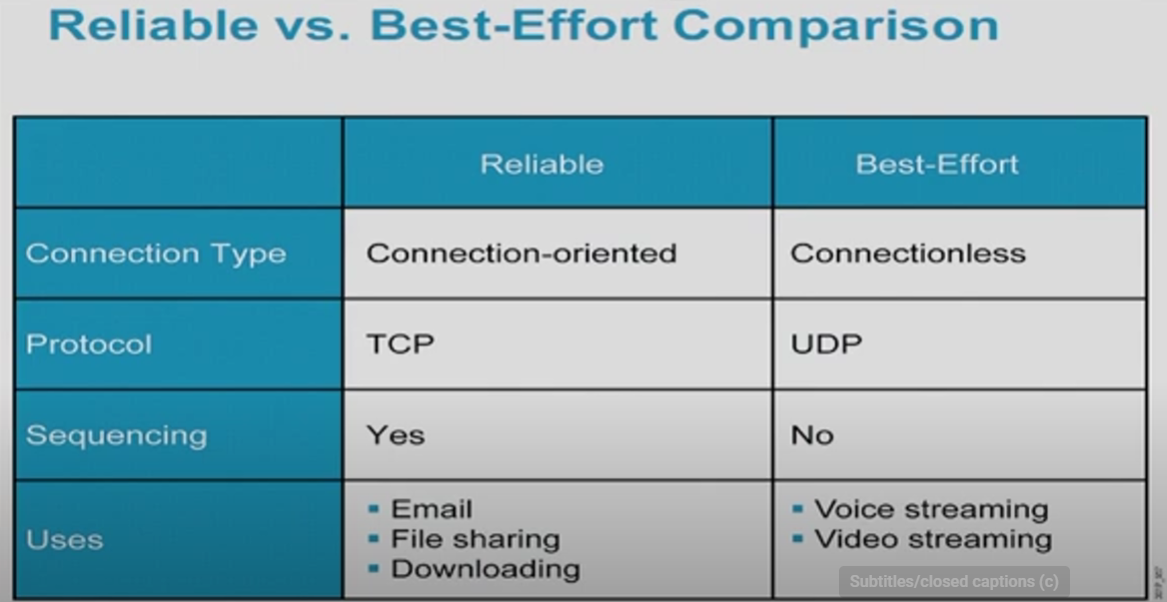 Reliable vs. Best-Effort Comparison
Reliable
Best-Effort
Connection Type
Connection-oriented
Connectionless
Protocol
TCP
UDP
Sequencing
Yes
No
Uses
Email
File sharing
Downloading
Voice streaming
Video streaming
Subtitles/closed captions (c)